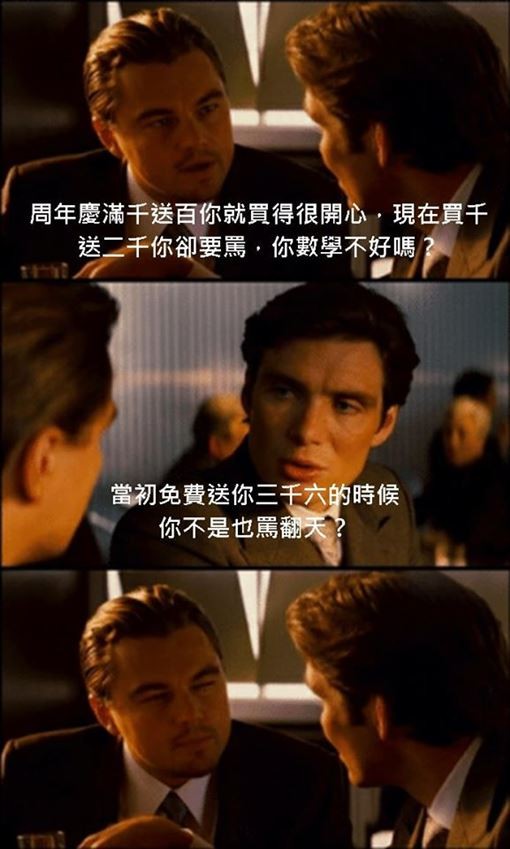 周年慶滿千送百你就買得很開心，現在買千
送二千你卻要罵，你數學不好嗎？
當初免費送你三千六的時候
你不是也罵翻天？